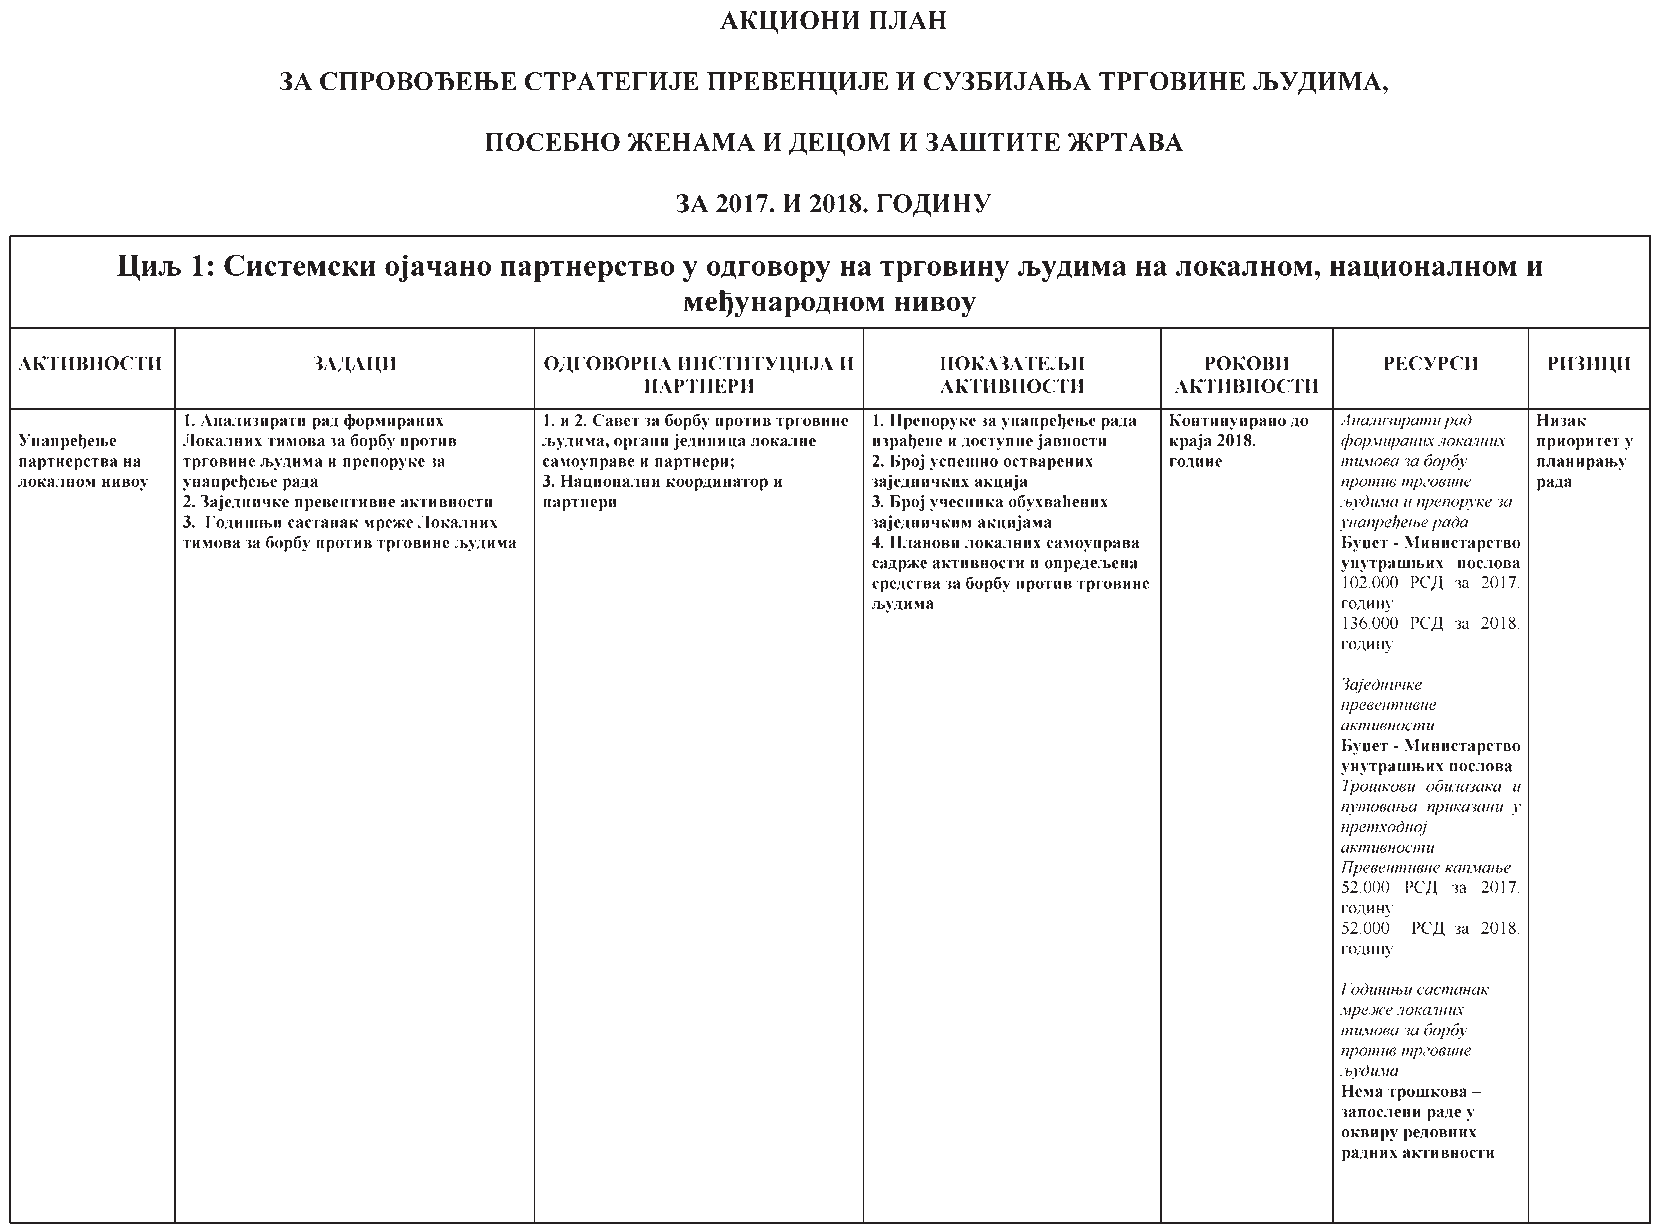 АКЦИОНИ ПЛАН
ЗА СПРОВОЂЕЊЕ СТРАТЕГИЈЕ ПРЕВЕНЦИЈЕ И СУЗБИЈАЊА ТРГОВИНЕ ЉУДИМА,
ПОСЕБНО ЖЕНАМА И ДЕЦОМ И ЗАШТИТЕ ЖРТАВА
ЗА 2017. И 2018. ГОДИНУ
Циљ 1: Системски ојачано партнерство у одговору на трговину људима на локалном, националном и
међународном нивоу
АКТИВНОСТИ
ЗАДАЦИ
ОДГОВОРНА ИНСТИТУЦИЈА И
ПАРТНЕРИ
ПОКАЗАТЕЉИ
АКТИВНОСТИ
РОКОВИ
АКТИВНОСТИ
РЕСУРСИ
РИЗИЦИ
Унапређење
партнерства на
локалном нивоу
1. Анализирати рад формираних
Локалних тимова за борбу против
трговине људима и препоруке за
унапређење рада
2. Заједничке превентивне активности
3. Годишњи састанак мреже Локалних
тимова за борбу против трговине људима
1. и 2. Савет за борбу против трговине
људима, органи јединица локалне
самоуправе и партнери;
3. Национални координатор и
партнери
1. Препоруке за унапређење рада
израђене и доступне јавности
2. Број успешно остварених
заједничких акција
3. Број учесника обухваћених
заједничким акцијама
4. Планови локалних самоуправа
садрже активности и опредељена
средства за борбу против трговине
људима
Континуирано до
краја 2018.
године
Анализирати рад
формираних локалних
тимова за борбу
против трговине
људима и препоруке за
унапређење рада
Буџет - Министарство
унутрашњих послова
102.000 РСД за 2017.
годину
136.000 РСД за 2018.
годину
Заједничке
превентивне
активности
Буџет - Министарство
унутрашњих послова
Трошкови обилазака и
путовања приказани у
претходној
активности
Превентивне капмање
52.000 РСД за 2017.
годину
52.000 РСД за 2018.
годину
Годишњи састанак
мреже локалних
тимова за борбу
против трговине
људима
Нема трошкова –
запослени раде у
оквиру редовних
радних активности
Низак
приоритет у
планирању
рада